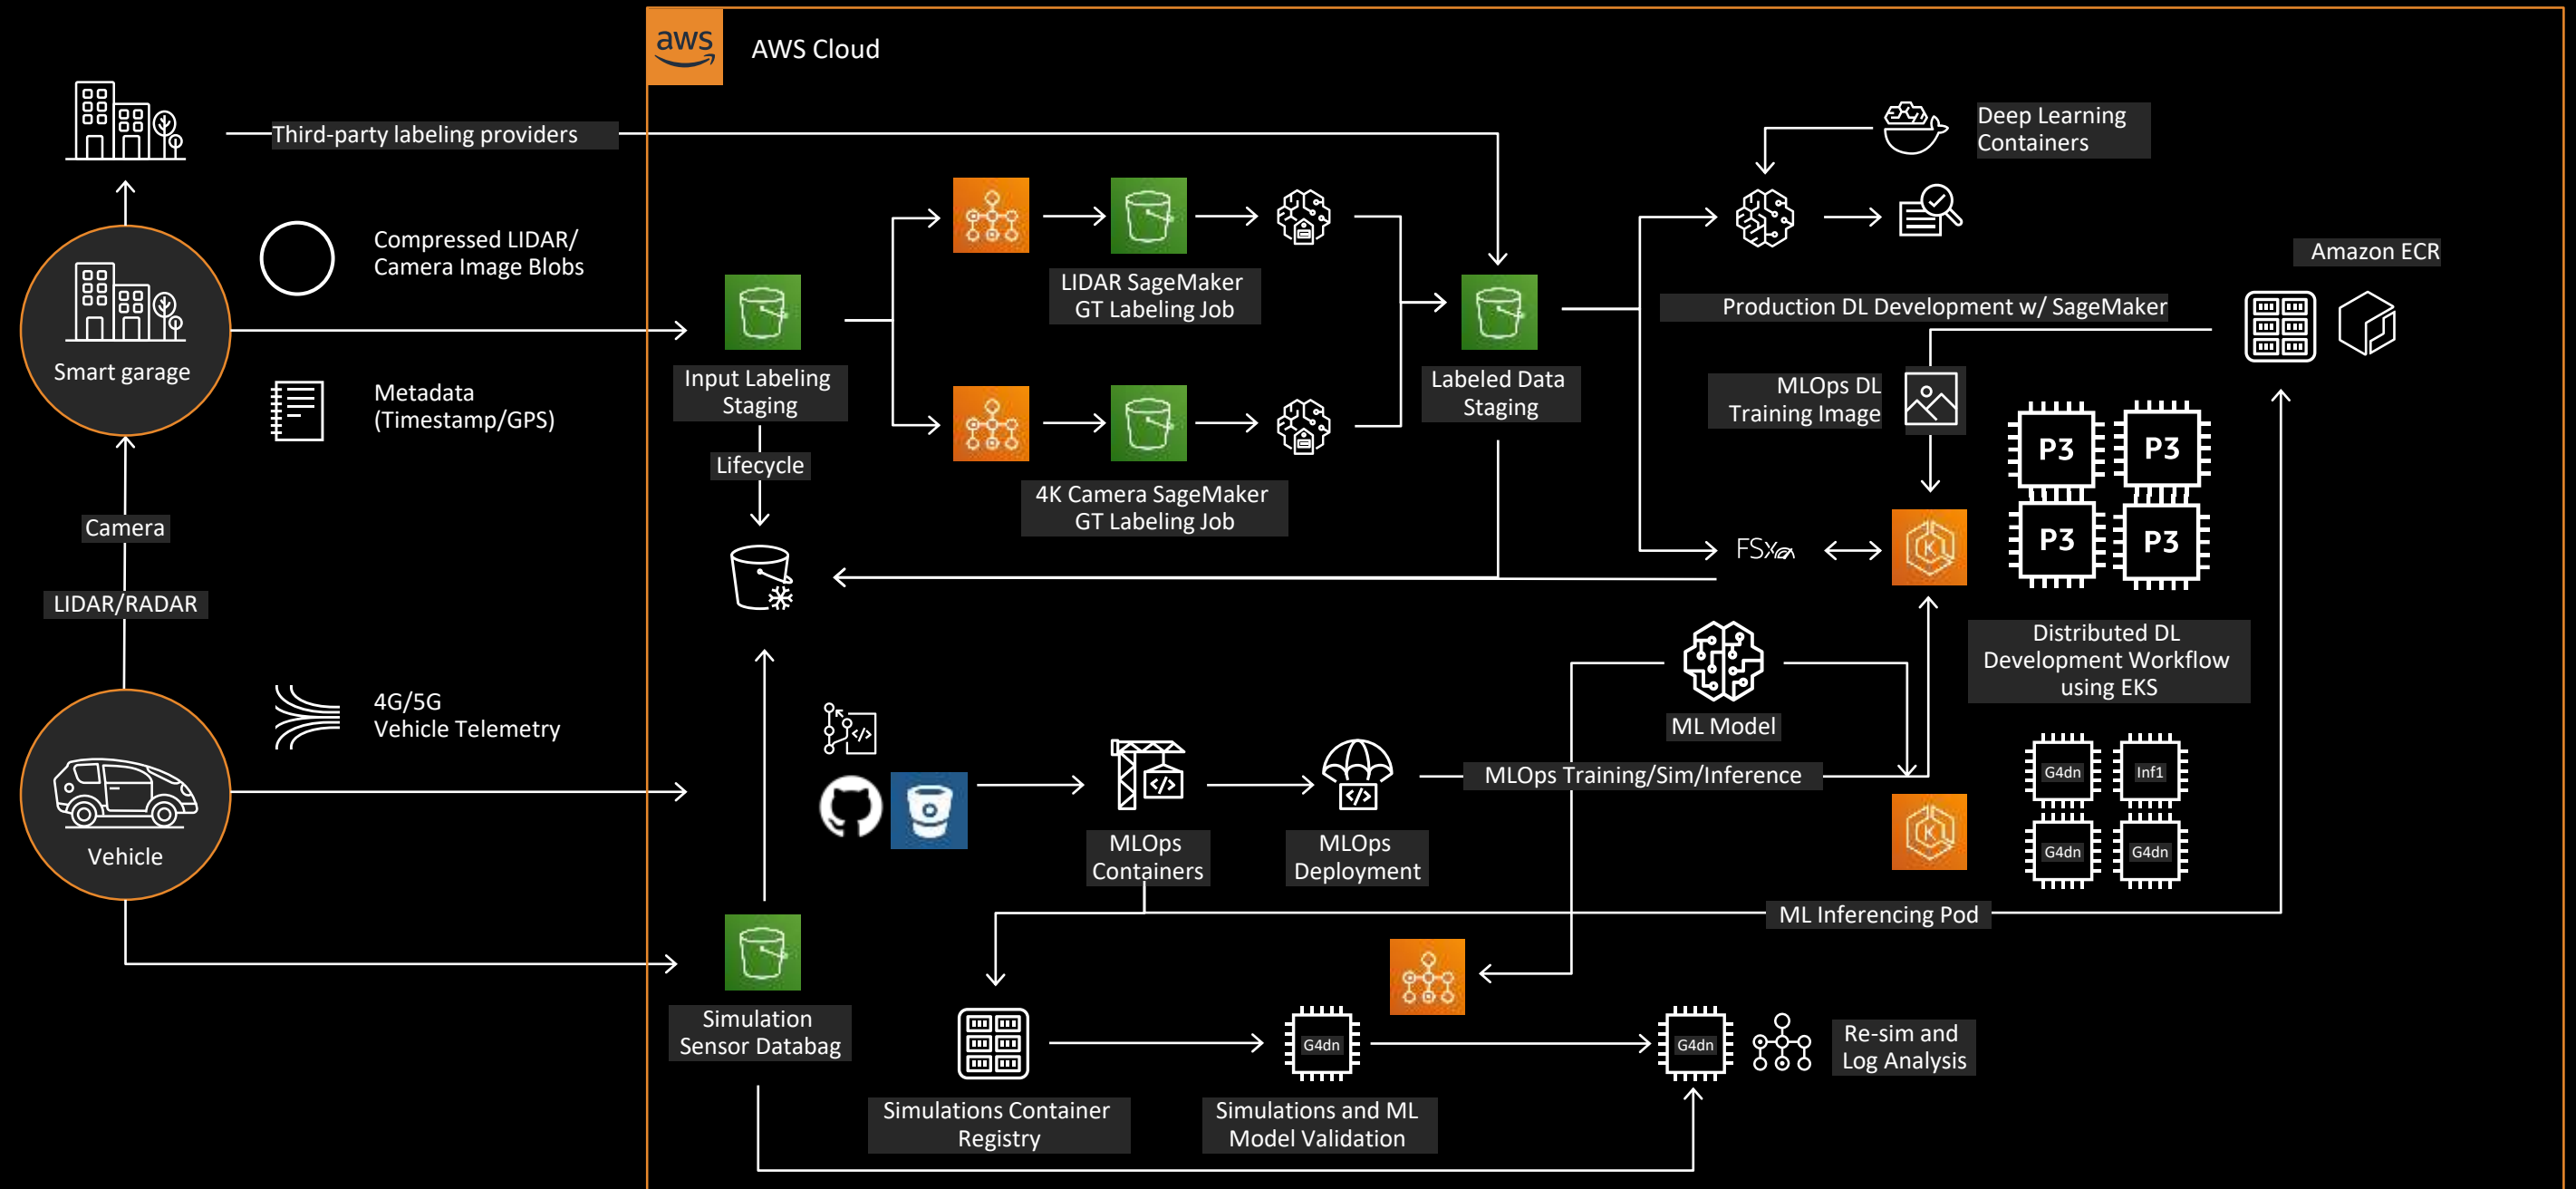 aws
AWS Cloud
Third-party labeling providers
Deep Learning
Containers
Compressed LIDAR/
Camera Image Blobs
Smart garage
Metadata
(Timestamp/GPS)
Input Labeling
Staging
Lifecycle
LIDAR SageMaker
GT Labeling Job
4K Camera SageMaker
GT Labeling Job
Labeled Data
Staging
Production DL Development w/ SageMaker
Amazon ECR
MLOps DL
Training Image
P3
P3
P3
P3
FSx
K
Distributed DL
Development Workflow
using EKS
Camera
LIDAR/RADAR
4G/5G
Vehicle Telemetry
Vehicle
</>
</>
</>
MLOps
Containers
MLOps
Deployment
MLOps Training/Sim/Inference
ML Model
K
G4dn
Inf1
G4dn
G4dn
ML Inferencing Pod
Simulation
Sensor Databag
Simulations Container
Registry
G4dn
Simulations and ML
Model Validation
G4dn
Re-sim and
Log Analysis